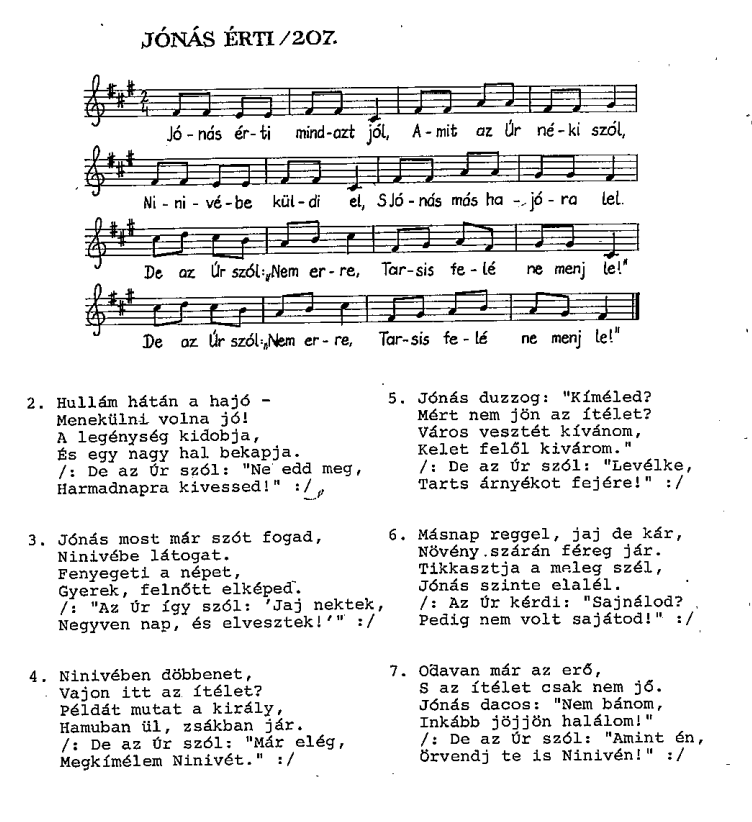 JÓNÁS ÉRTI/207.
2
4
Jó-nás ér-ti mind-azt jól, A-mit az Úr né-ki szól,
Ni-ni-vé-be kül-di el, SJó-nás más ha-jó-ra lel.
De az Úr szól:„Nem er-re, Tar-sis fe-lé ne menj le!"
De az Úr szól:„Nem er-re, Tar-sis fe-lé ne menj le!"
2. Hullám hátán a hajó -
Menekülni volna jó!
A legénység kidobja,
És egy nagy hal bekapja.
/: De az Úr szól: "Ne edd meg,
Harmadnapra kivessed!" :/
3. Jónás most már szót fogad,
Ninivébe látogat.
Fenyegeti a népet,
Gyerek, felnőtt elképed.
/: "Az Úr így szól: 'Jaj nektek,
Negyven nap, és elvesztek!'" :/
4. Ninivében döbbenet,
Vajon itt az ítélet?
Példát mutat a király,
Hamuban ül, zsákban jár.
/: De az Úr szól: "Már elég,
Megkímélem Ninivét." :/
5. Jónás duzzog: "Kíméled?
Mért nem jön az ítélet?
Város vesztét kívánom,
Kelet felől kivárom."
/: De az Úr szól: "Levélke,
Tarts árnyékot fejére!" :/
6. Másnap reggel, jaj de kár,
Növény szárán féreg jár.
Tikkasztja a meleg szél,
Jónás szinte elalél.
/: Az Úr kérdi: "Sajnálod?
Pedig nem volt sajátod!" :/
7. Odavan már az erő,
S az ítélet csak nem jő.
Jónás dacos: "Nem bánom,
Inkább jöjjön halálom!"
/: De az Úr szól: "Amint én,
Örvendj te is Ninivén!" :/